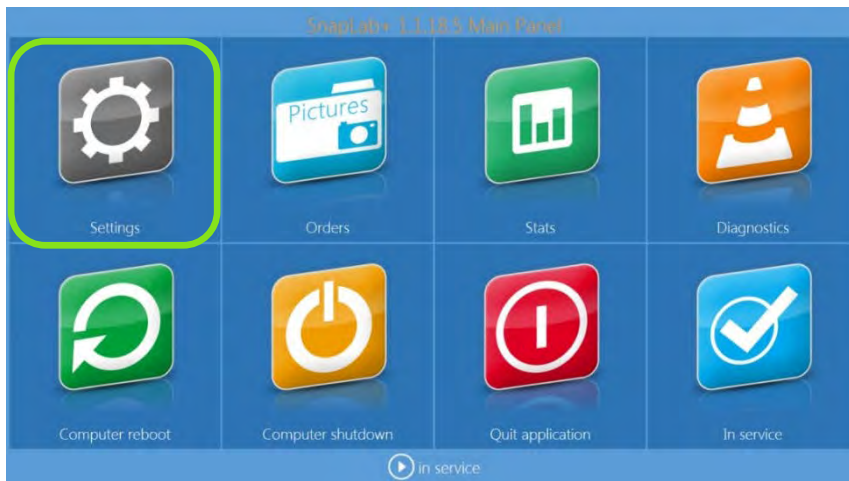 SnapLab+ 1.1.18.5 Main Panel
Pictures
Settings
Orders
Stats
Diagnostics
Computer reboot
Computer shutdown
Quit application
In service
in service